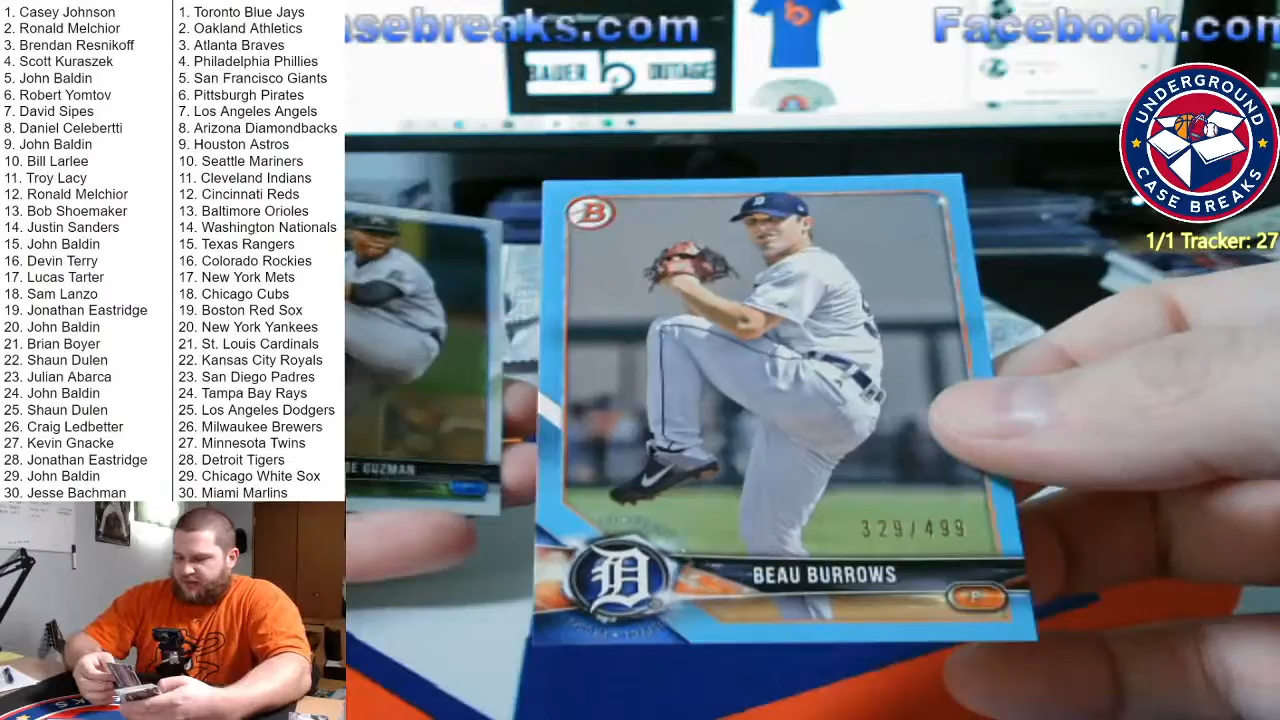 1. Casey Johnson
2. Ronald Melchior
3. Brendan Resnikoff
4. Scott Kuraszek
5. John Baldin
6. Robert Yomtov
7. David Sipes
8. Daniel Celebertti
9. John Baldin
10. Bill Larlee
11. Troy Lacy
12. Ronald Melchior
13. Bob Shoemaker
14. Justin Sanders
15. John Baldin
16. Devin Terry
17. Lucas Tarter
18. Sam Lanzo
19. Jonathan Eastridge
20. John Baldin
21. Brian Boyer
22. Shaun Dulen
23. Julian Abarca
24. John Baldin
25. Shaun Dulen
26. Craig Ledbetter
27. Kevin Gnacke
28. Jonathan Eastridge
29. John Baldin
30. Jesse Bachman
1. Toronto Blue Jays
2. Oakland Athletics
3. Atlanta Braves
4. Philadelphia Phillies
5. San Francisco Giants
6. Pittsburgh Pirates
7. Los Angeles Angels
8. Arizona Diamondbacks
9. Houston Astros
10. Seattle Mariners
11. Cleveland Indians
12. Cincinnati Reds
13. Baltimore Orioles
14. Washington Nationals
15. Texas Rangers
16. Colorado Rockies
17. New York Mets
18. Chicago Cubs
19. Boston Red Sox
20. New York Yankees
21. St. Louis Cardinals
22. Kansas City Royals
23. San Diego Padres
24. Tampa Bay Rays
25. Los Angeles Dodgers
26. Milwaukee Brewers
27. Minnesota Twins
28. Detroit Tigers
29. Chicago White Sox
30. Miami Marlins
sebreaks.com
Facebook.com
BAUER OUTAGE
UNDERGROUND
CASE BREAKS
1/1 Tracker: 27
B
D
329/499
BEAU BURROWS
P
D
GUZMAN